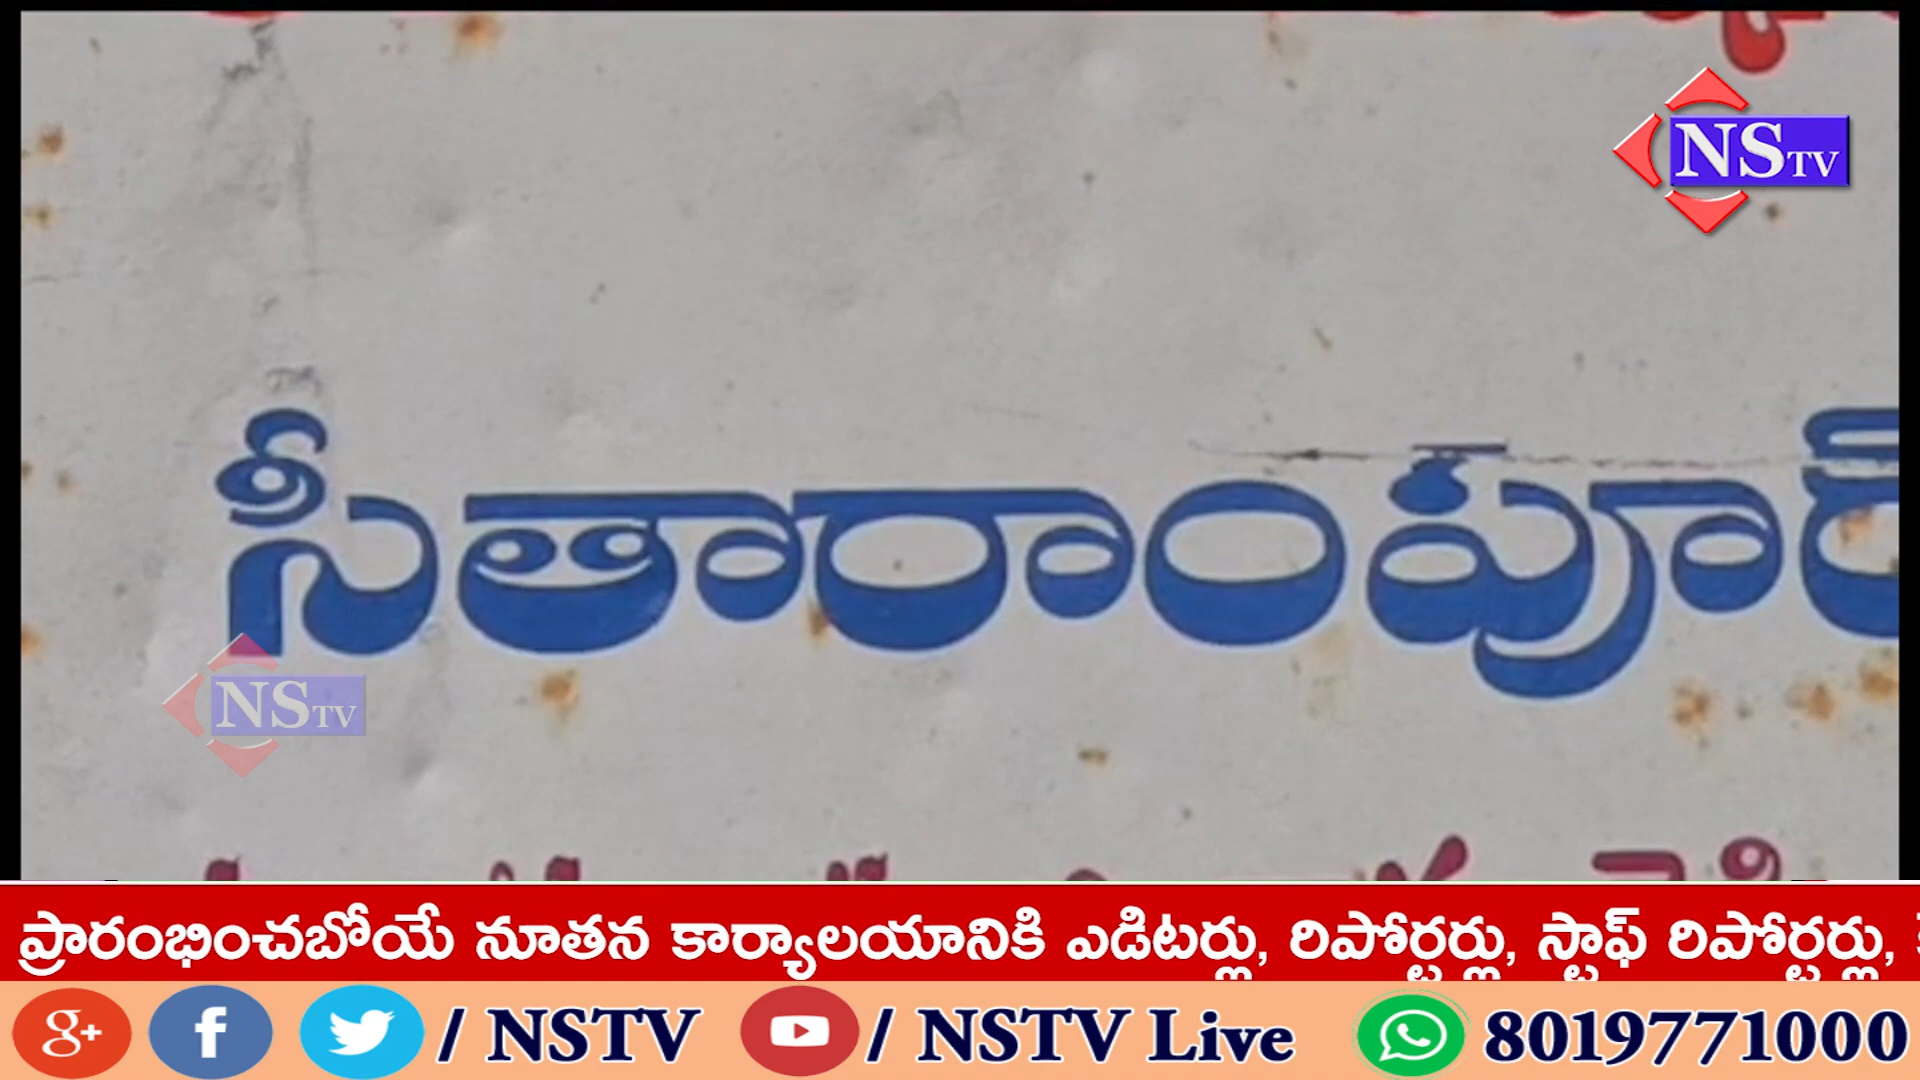 NSTV
సీతారాంపూర్
NSTV
ప్రారంభించబోయే నూతన కార్యాలయానికి ఎడిటర్లు, రిపోర్టర్లు, స్టాఫ్ రిపోర్టర్లు,
g+ f / NSTV / NSTV Live 8019771000